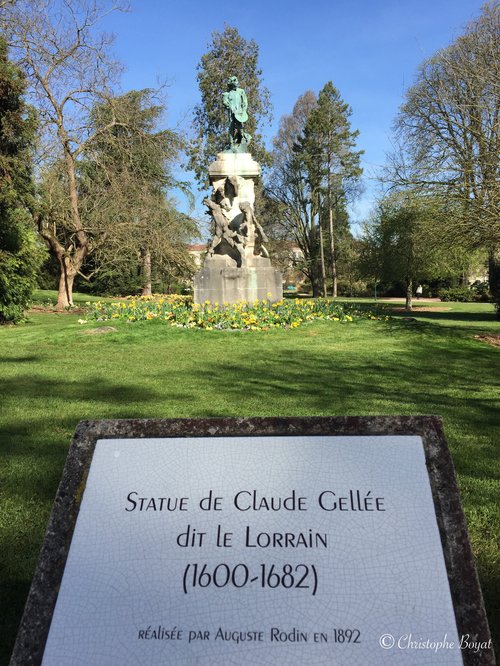 Statue de Claude Gellée
dit le Lorrain
(1600-1682)
réalisée par Auguste Rodin en 1892
©Christophe Boyat